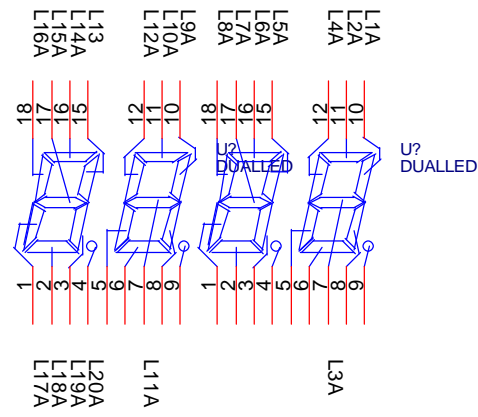 L16A
L15A
L14A
L13
L12A
L10A
L9A
L8A
L7A
L6A
L5A
L4A
L2A
L1A
18
17
16
15
12
11
10
18
17
16
15
12
11
10
U?
DUALLED
U?
DUALLED
1
2
3
4
5
6
7
8
9
1
2
3
4
5
6
7
8
9
L17A
L18A
L19A
L20A
L11A
L3A